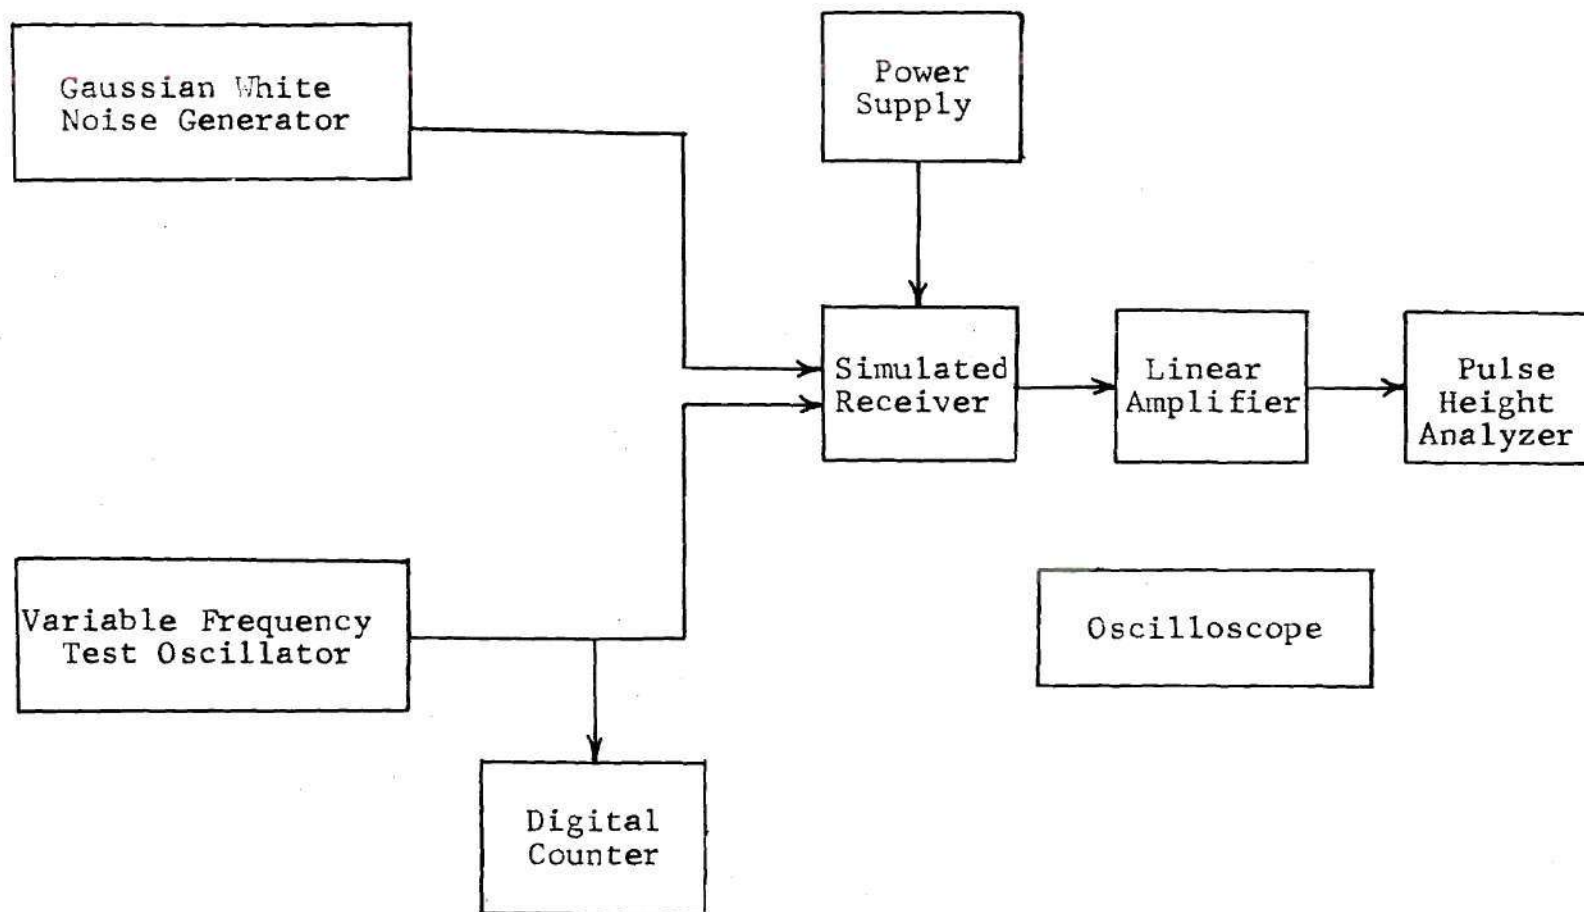 Gaussian White
Noise Generator
Power
Supply
Simulated
Receiver
Linear
Amplifier
Pulse
Height
Analyzer
Variable Frequency
Test Oscillator
Oscilloscope
Digital
Counter